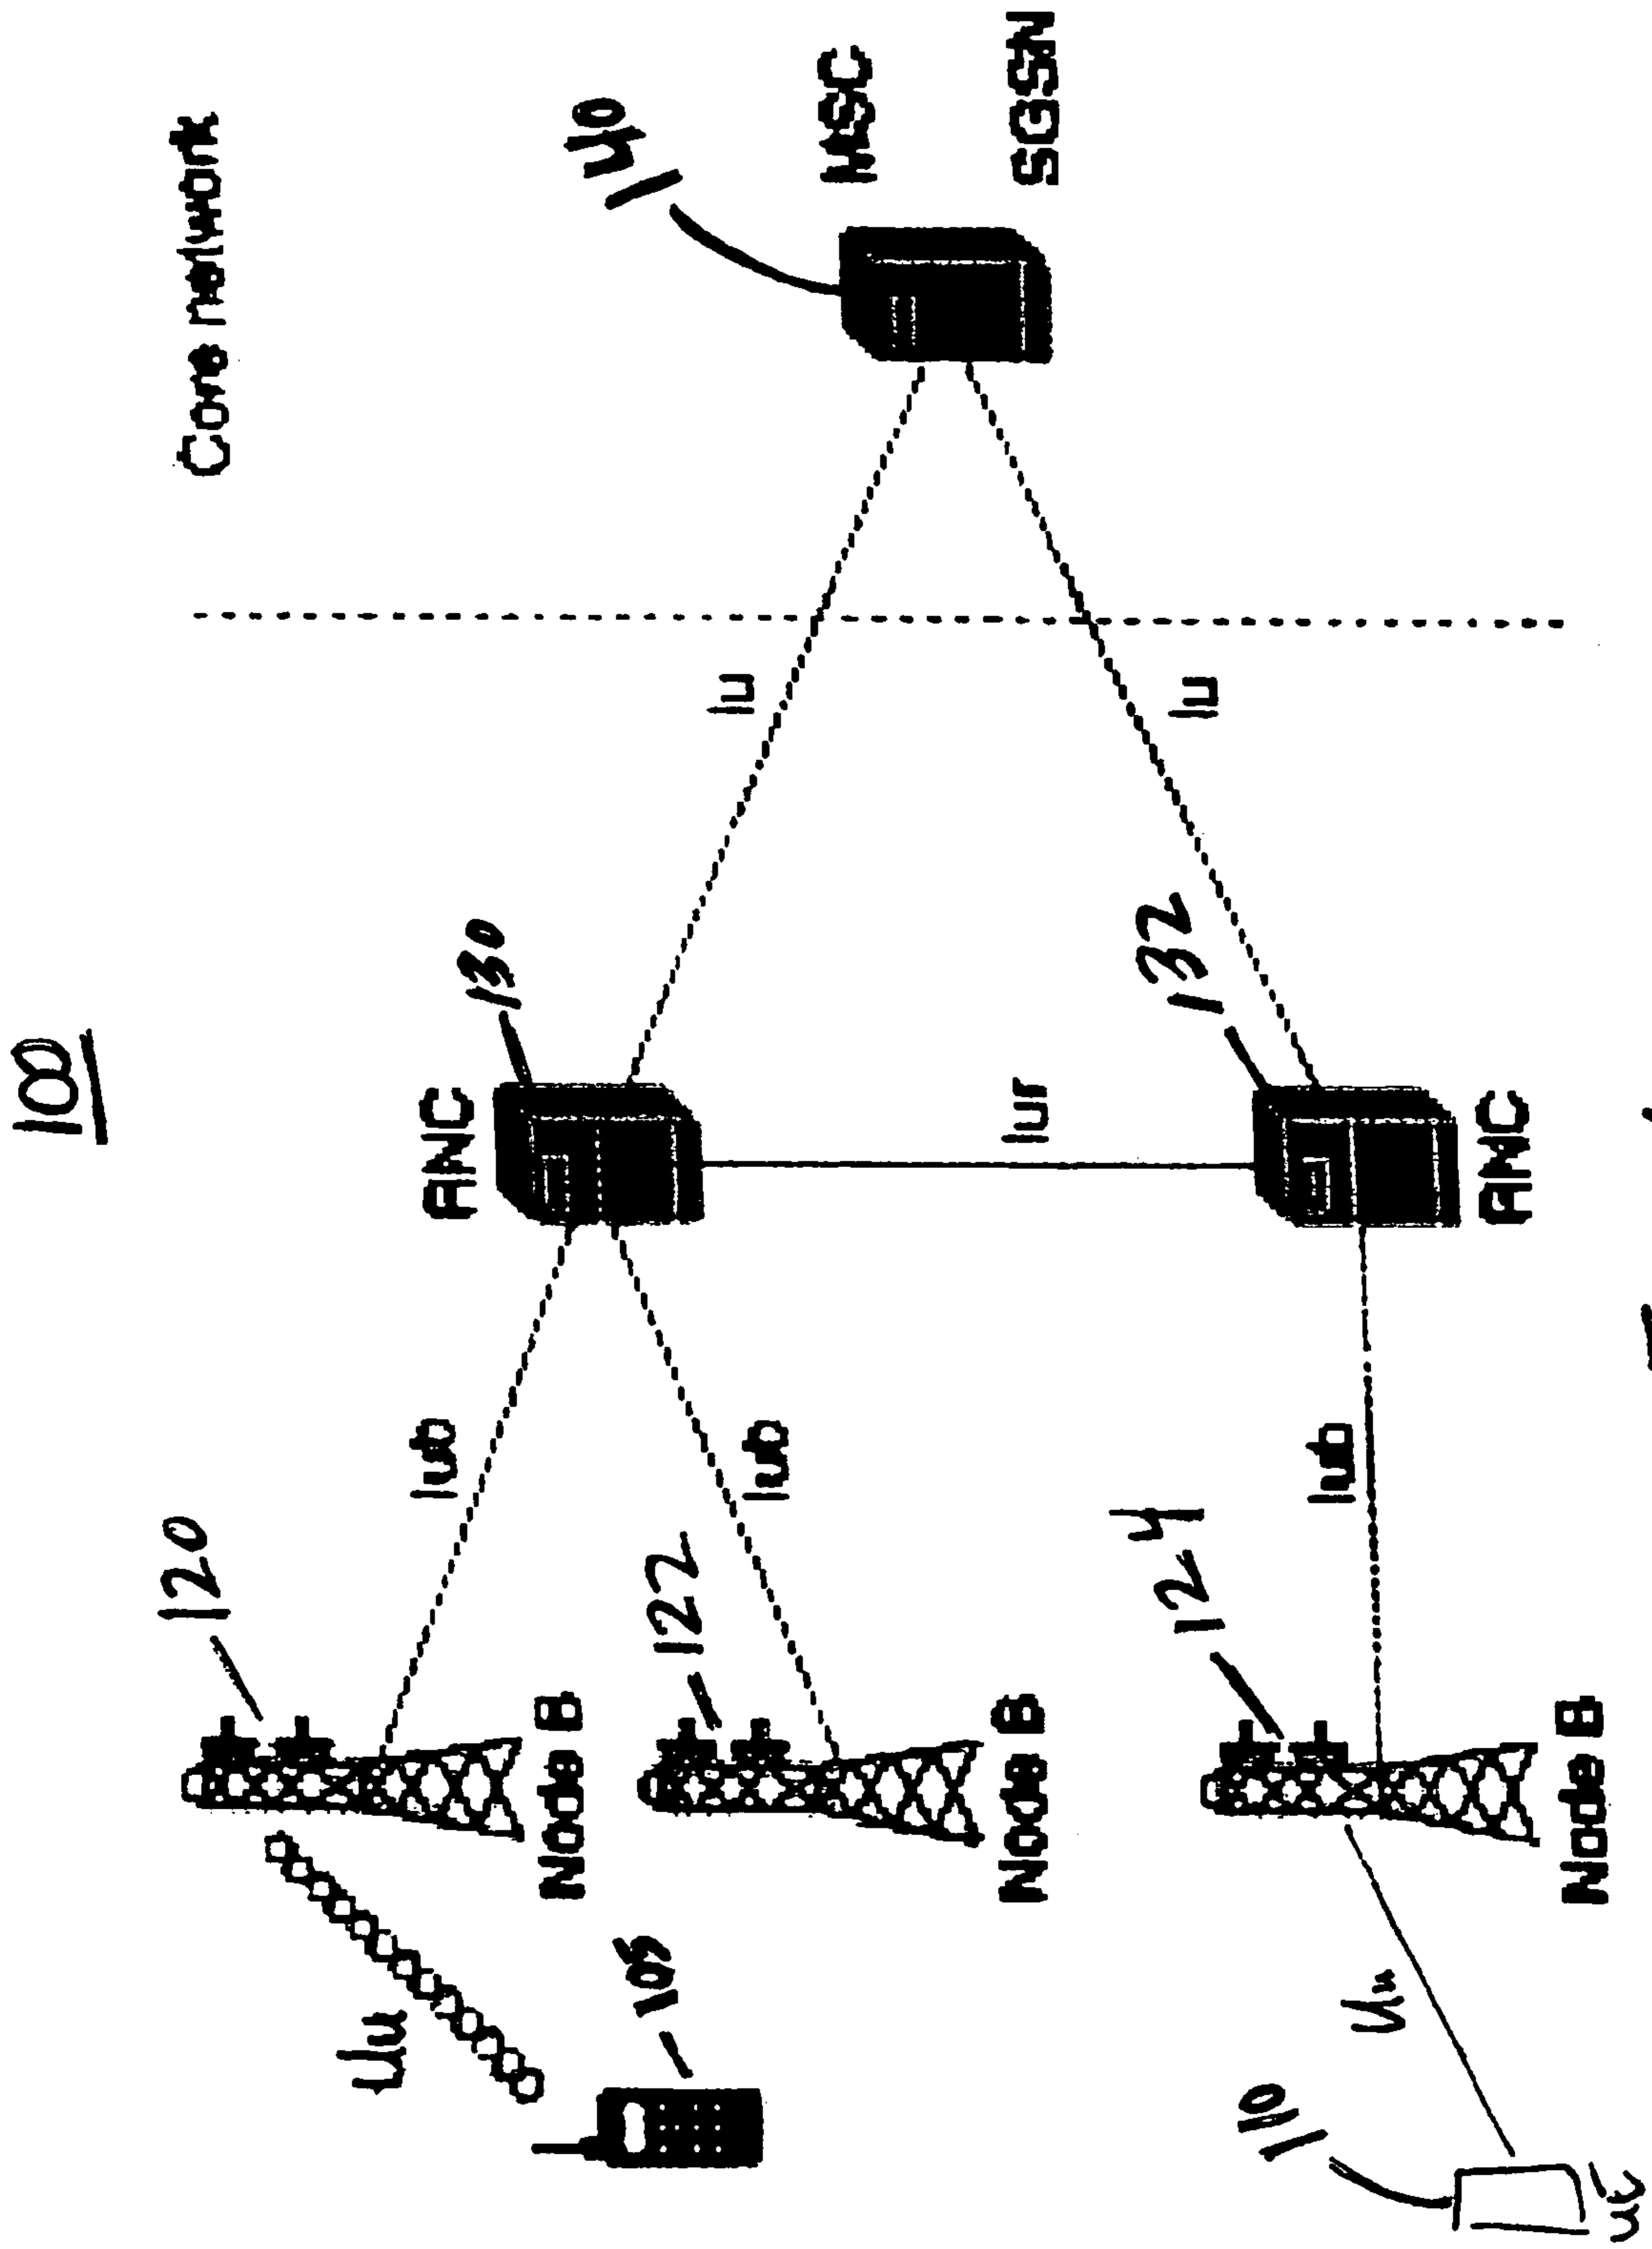 100
Core network
120
Uu
Iub
RNC
130
Iu
140
Node B
105
122
Iub
MSC
SGSN
Node B
Iur
124
132
Iu
110
Uu
Iub
Node B
RNC